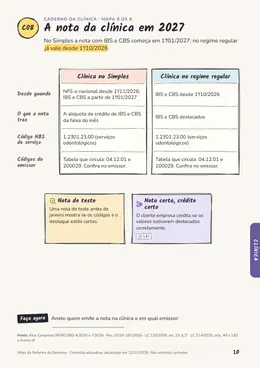 C08
CADERNO DA CLÍNICA · MAPA 8 DE 8
A nota da clínica em 2027
No Simples a nota com IBS e CBS começa em 1º/01/2027; no regime regular
já vale desde 1º/10/2026.
Clínica no Simples
Clínica no regime regular
Desde quando
NFS-e nacional desde 1º/11/2026;
IBS e CBS a partir de 1º/01/2027
IBS e CBS desde 1º/10/2026
O que a nota
traz
A alíquota de crédito do IBS e CBS
da faixa do mês
IBS e CBS destacados
Código NBS
do serviço
1.2301.23.00 (serviços
odontológicos)
1.2301.23.00 (serviços
odontológicos)
Códigos do
emissor
Tabela que circula: 04.12.01 e
200029. Confira no emissor.
Tabela que circula: 04.12.01 e
200029. Confira no emissor.
Nota de teste
Uma nota de teste antes de
janeiro mostra se os códigos e o
destaque estão certos.
Nota certa, crédito
certo
O cliente empresa credita se os
valores estiverem destacados
corretamente.
CLÍNICA
Faça agora
Anote quem emite a nota na clínica e em qual emissor.
10